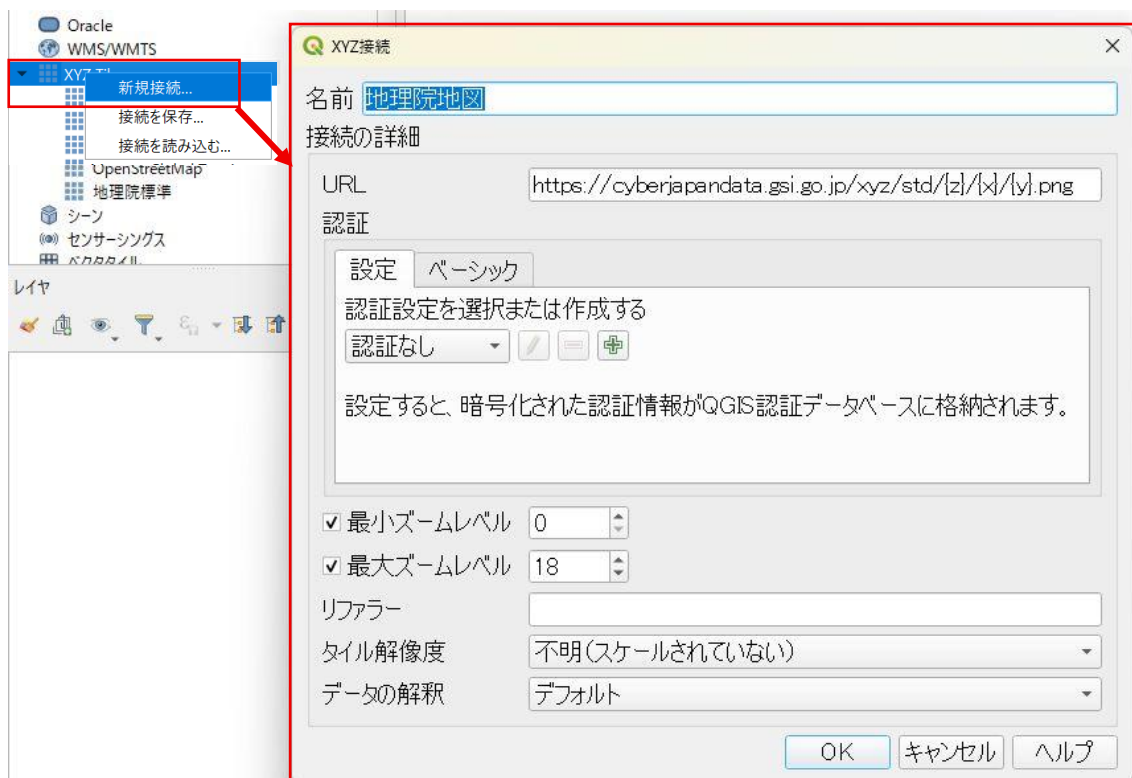 Oracle
WMS/WMTS
新規接続...
接続を保存...
接続を読み込む...
OpenStreetMap
地理院標準
シーン
センサーシングス
ベクタタイル
レイヤ
XYZ接続
名前 地理院地図
接続の詳細
URL https://cyberjapandata.gsi.go.jp/xyz/std/{z}/{x}/{y}.png
認証
設定 ベーシック
認証設定を選択または作成する
認証なし
設定すると、暗号化された認証情報がQGIS認証データベースに格納されます。
最小ズームレベル 0
最大ズームレベル 18
リファラー
タイル解像度 不明(スケールされていない)
データの解釈 デフォルト
OK キャンセル ヘルプ